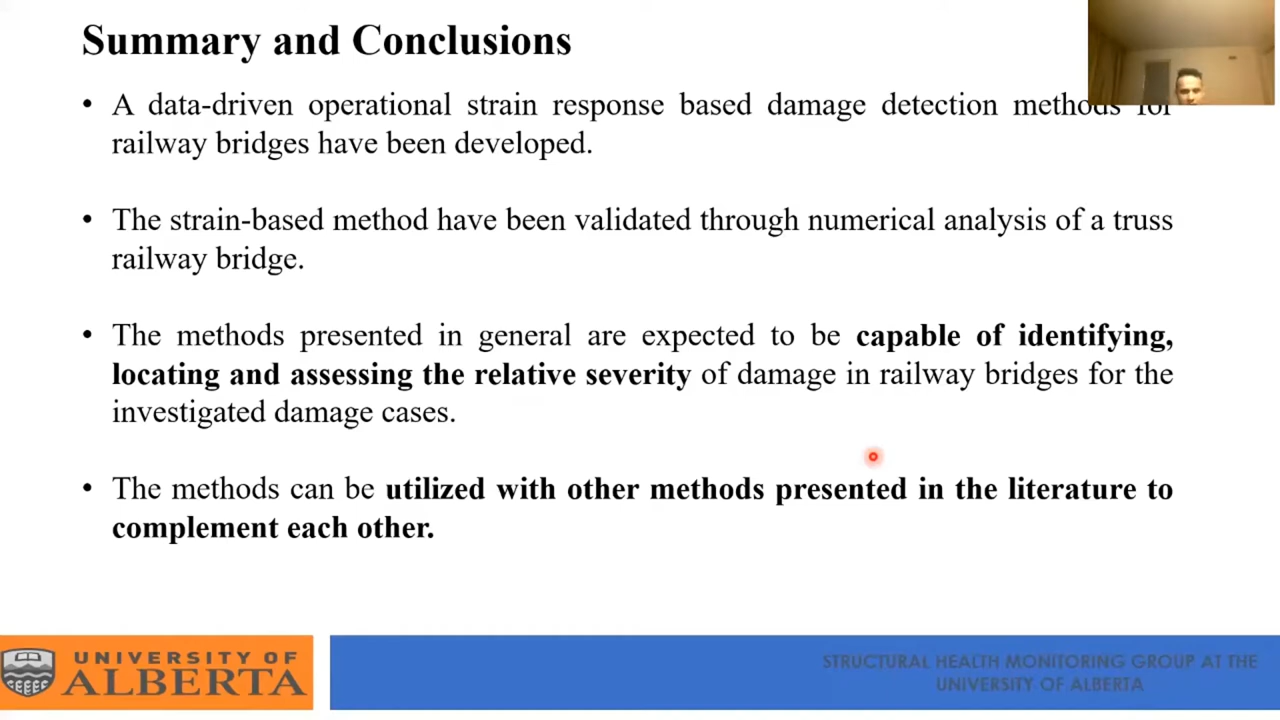 Summary and Conclusions
• A data-driven operational strain response based damage detection methods for
railway bridges have been developed.
• The strain-based method have been validated through numerical analysis of a truss
railway bridge.
• The methods presented in general are expected to be capable of identifying,
locating and assessing the relative severity of damage in railway bridges for the
investigated damage cases.
• The methods can be utilized with other methods presented in the literature to
complement each other.
UNIVERSITY OF
ALBERTA
STRUCTURAL HEALTH MONITORING GROUP AT THE
UNIVERSITY OF ALBERTA